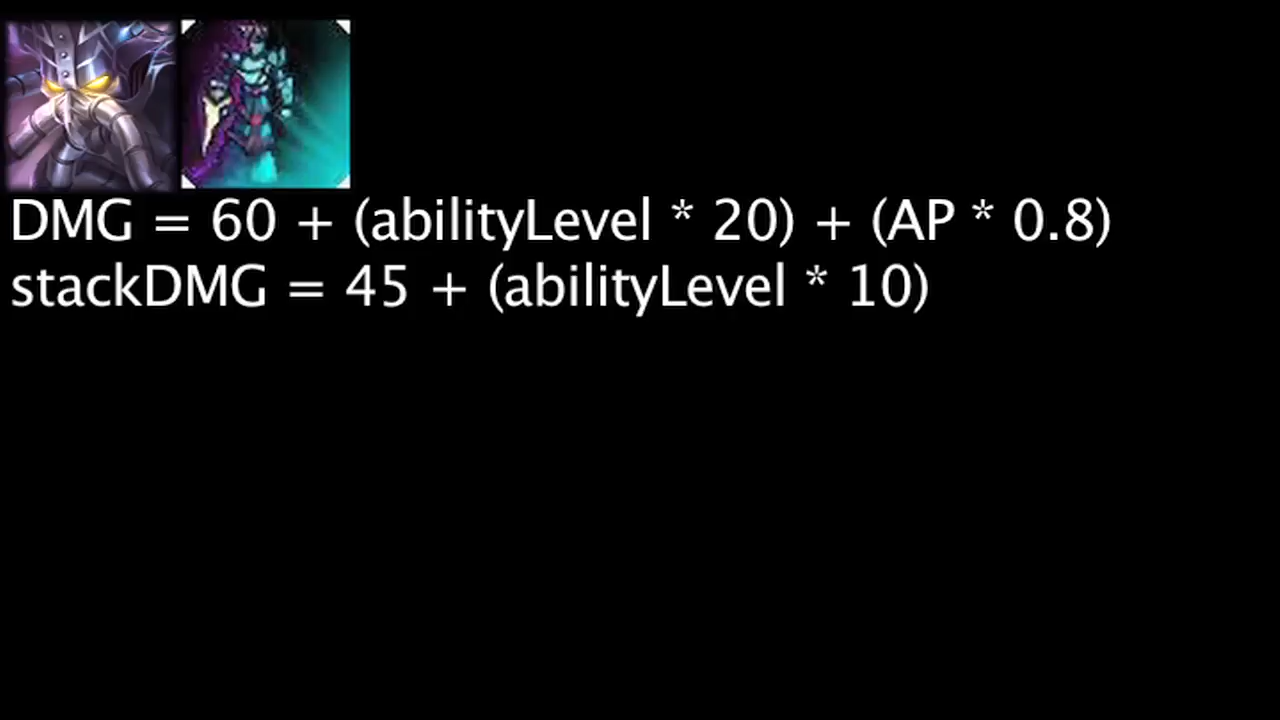 DMG = 60 + (abilityLevel * 20) + (AP * 0.8)
stackDMG = 45 + (abilityLevel * 10)